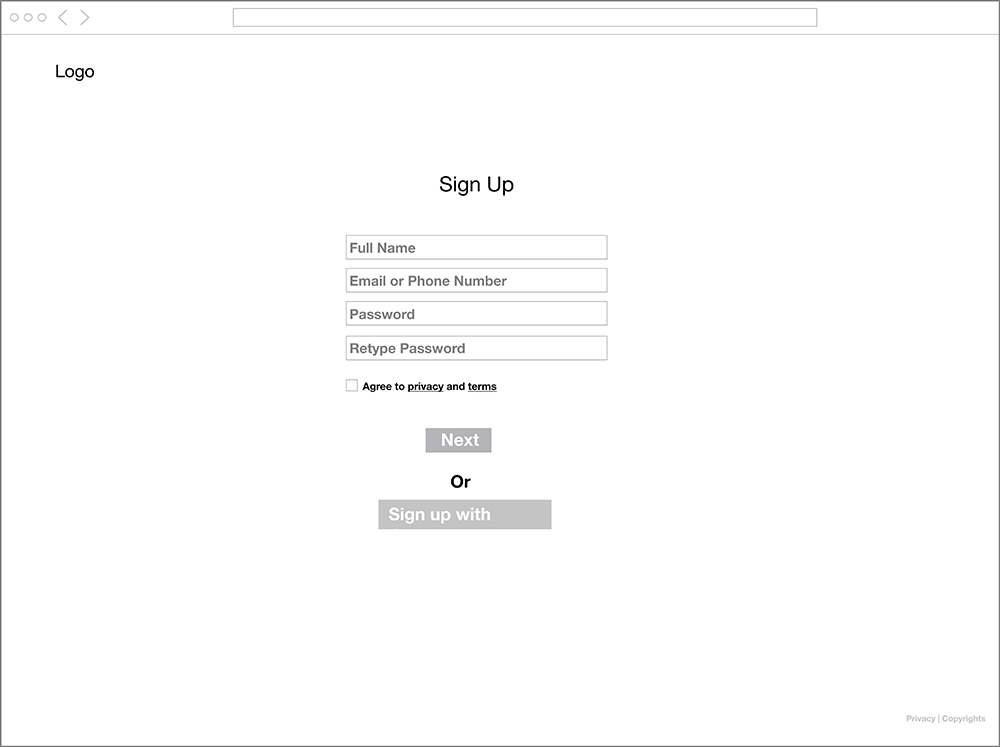 Logo
Sign Up
Full Name
Email or Phone Number
Password
Retype Password
Agree to privacy and terms
Next
Or
Sign up with
Privacy | Copyrights